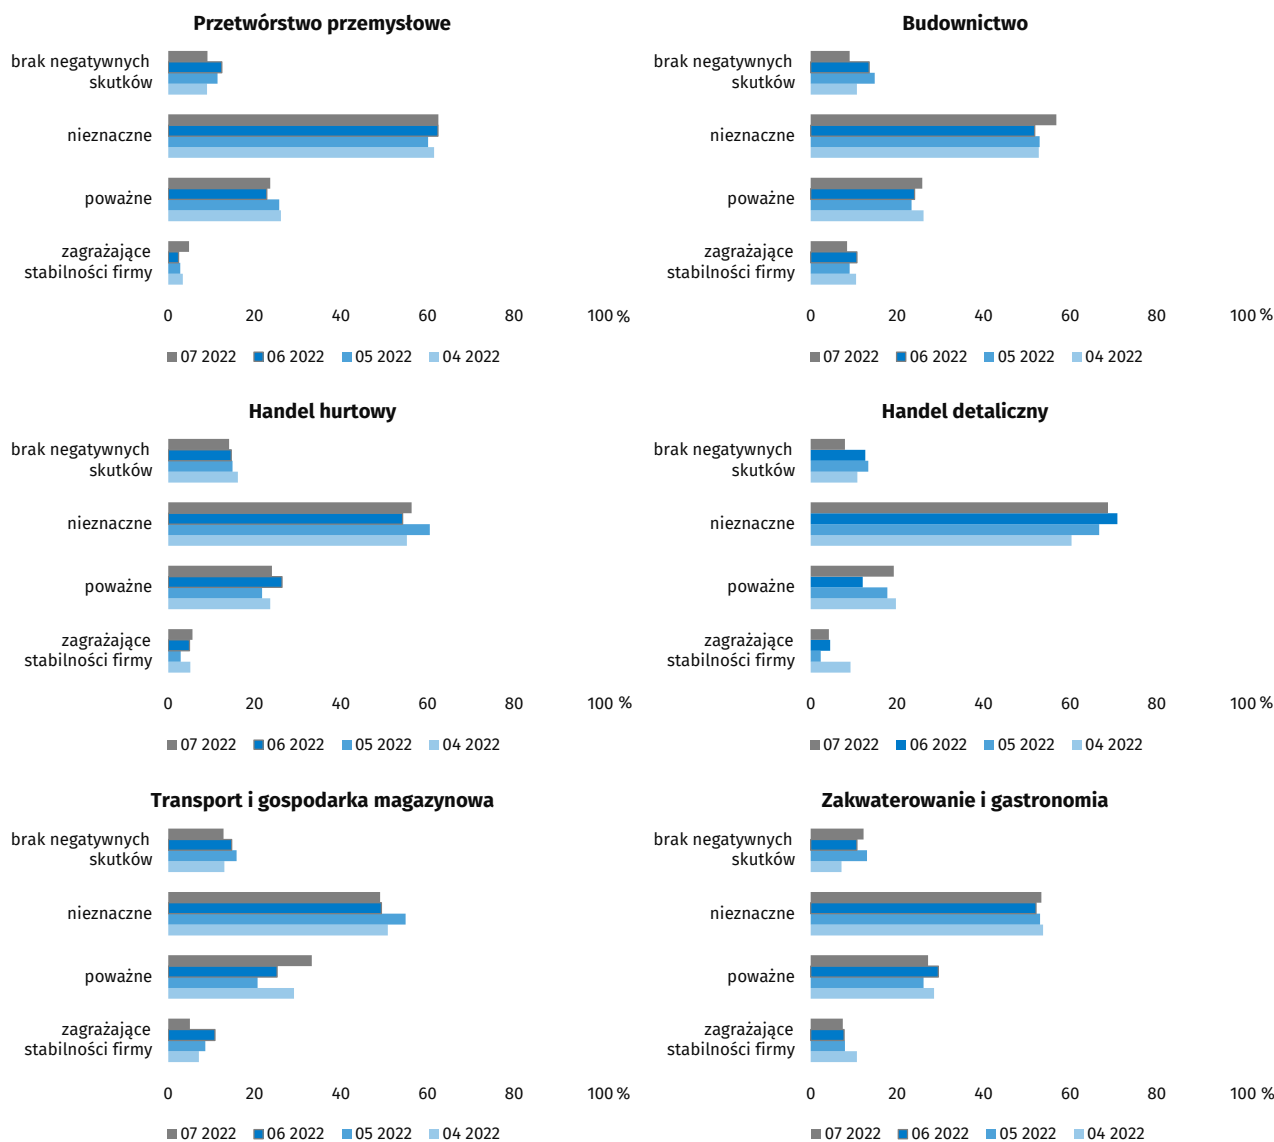 Przetwórstwo przemysłowe
brak negatywnych
skutków
nieznaczne
poważne
zagrażające
stabilności firmy
0 20 40 60 80 100 %
07 2022 06 2022 05 2022 04 2022
Budownictwo
brak negatywnych
skutków
nieznaczne
poważne
zagrażające
stabilności firmy
0 20 40 60 80 100 %
07 2022 06 2022 05 2022 04 2022
Handel hurtowy
brak negatywnych
skutków
nieznaczne
poważne
zagrażające
stabilności firmy
0 20 40 60 80 100 %
07 2022 06 2022 05 2022 04 2022
Handel detaliczny
brak negatywnych
skutków
nieznaczne
poważne
zagrażające
stabilności firmy
0 20 40 60 80 100 %
07 2022 06 2022 05 2022 04 2022
Transport i gospodarka magazynowa
brak negatywnych
skutków
nieznaczne
poważne
zagrażające
stabilności firmy
0 20 40 60 80 100 %
07 2022 06 2022 05 2022 04 2022
Zakwaterowanie i gastronomia
brak negatywnych
skutków
nieznaczne
poważne
zagrażające
stabilności firmy
0 20 40 60 80 100 %
07 2022 06 2022 05 2022 04 2022